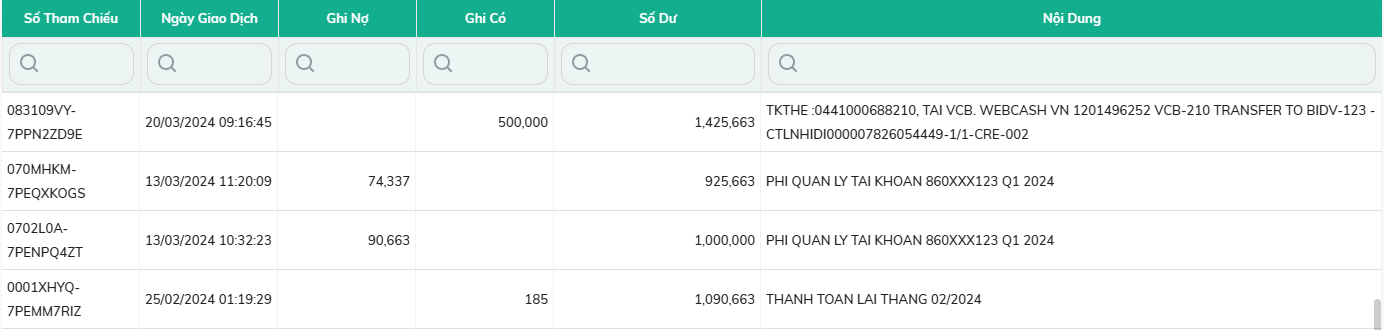 Số Tham Chiếu Ngày Giao Dịch Ghi Nợ Ghi Có Số Dư Nội Dung
083109VY-
7PPN2ZD9E 20/03/2024 09:16:45 500,000 1,425,663 TKTHE :0441000688210, TAI VCB. WEBCASH VN 1201496252 VCB-210 TRANSFER TO BIDV-123 -
CTLNHIDI000007826054449-1/1-CRE-002
070MHKM-
7PEQXKOGS 13/03/2024 11:20:09 74,337 925,663 PHI QUAN LY TAI KHOAN 860XXX123 Q1 2024
0702L0A-
7PENPQ4ZT 13/03/2024 10:32:23 90,663 1,000,000 PHI QUAN LY TAI KHOAN 860XXX123 Q1 2024
0001XHYQ-
7PEMM7RIZ 25/02/2024 01:19:29 185 1,090,663 THANH TOAN LAI THANG 02/2024